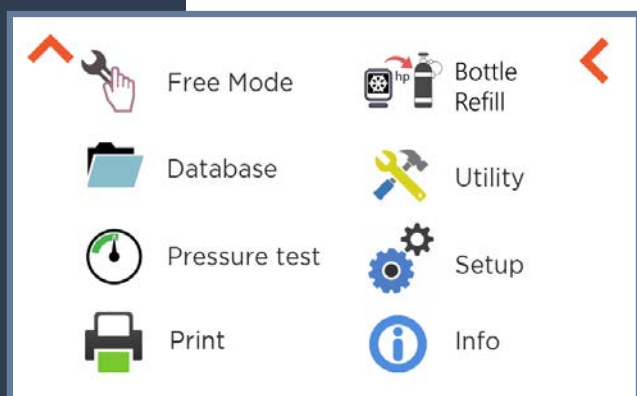 Free Mode
Database
Pressure test
Print
hp
Bottle
Refill
Utility
Setup
Info